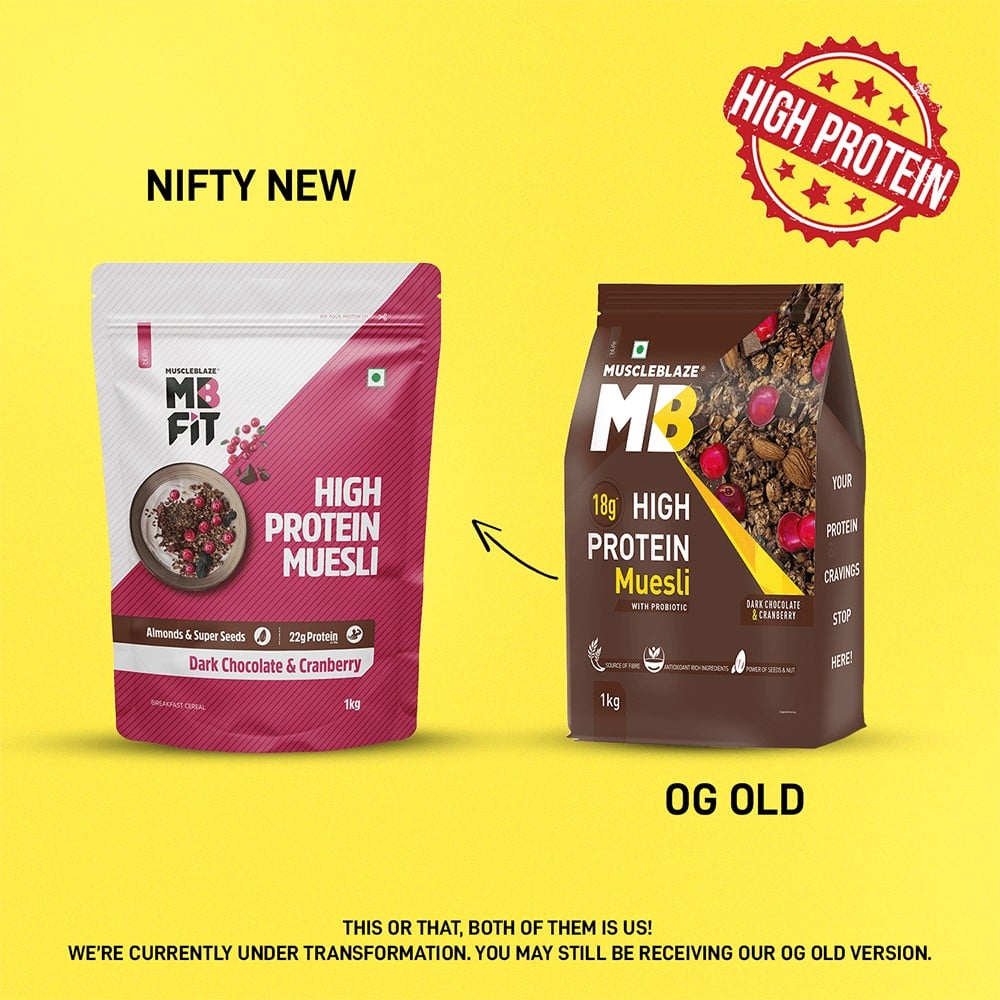 HIGH PROTEIN
NIFTY NEW
bLife
MUSCLEBLAZE®
MB
FIT
HIGH
PROTEIN
MUESLI
Almonds & Super Seeds
22g Protein
Dark Chocolate & Cranberry
BREAKFAST CEREAL
1kg
bLife
MUSCLEBLAZE®
MB
18g* HIGH
PROTEIN
Muesli
WITH PROBIOTIC
DARK CHOCOLATE
& CRANBERRY
SOURCE OF FIBRE
ANTIOXIDANT RICH INGREDIENTS
POWER OF SEEDS & NUT
1kg
YOUR
PROTEIN
CRAVINGS
STOP
HERE!
OG OLD
THIS OR THAT, BOTH OF THEM IS US!
WE'RE CURRENTLY UNDER TRANSFORMATION. YOU MAY STILL BE RECEIVING OUR OG OLD VERSION.